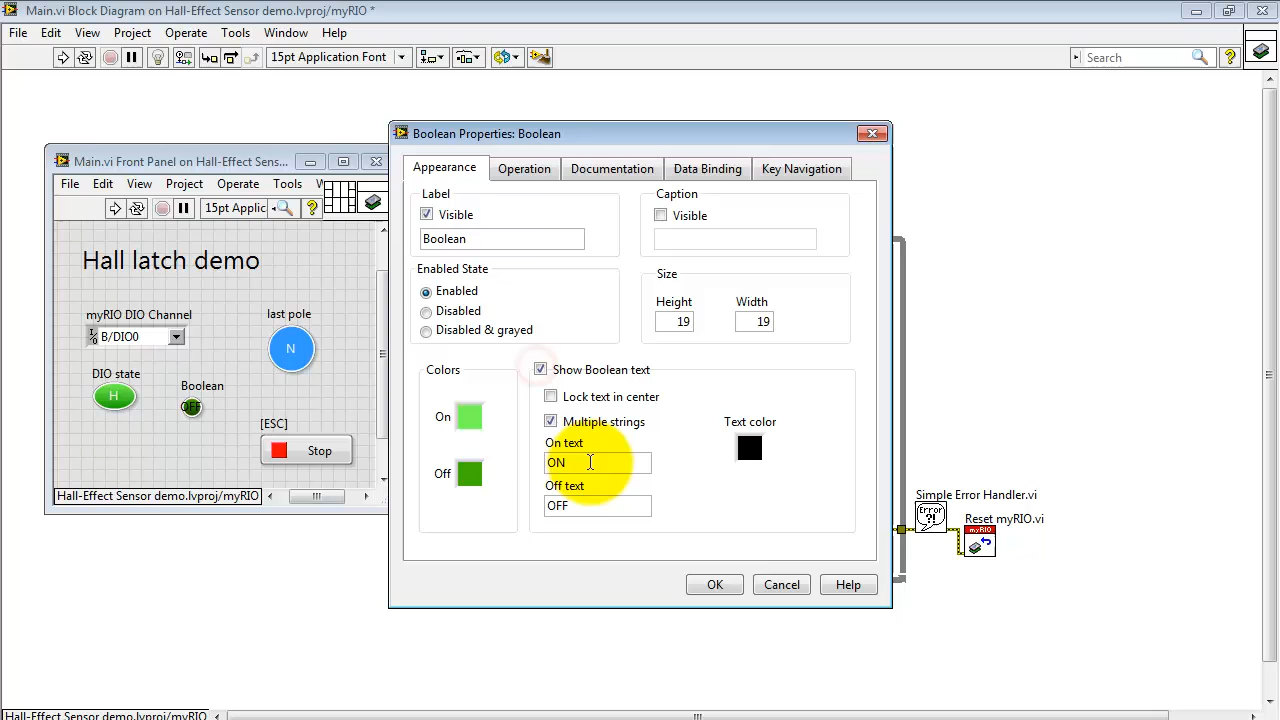 Main.vi Block Diagram on Hall-Effect Sensor demo.lvproj/myRIO *
File Edit View Project Operate Tools Window Help
15pt Application Font
Search
Boolean Properties: Boolean
Appearance Operation Documentation Data Binding Key Navigation
Label
Visible
Boolean
Caption
Visible
Enabled State
Enabled
Disabled
Disabled & grayed
Size
Height Width
19 19
Colors
On
Off
Show Boolean text
Lock text in center
Multiple strings
On text
ON
Off text
OFF
Text color
OK Cancel Help
Main.vi Front Panel on Hall-Effect Sens...
File Edit View Project Operate Tools W
15pt Applic
Hall latch demo
myRIO DIO Channel
I/O B/DIO0
last pole
N
DIO state
H
Boolean
OFF
[ESC]
Stop
Hall-Effect Sensor demo.lvproj/myRIO
Simple Error Handler.vi
Error
?!
Reset myRIO.vi
myRIO
Hall-Effect Sensor demo.lvproj/myRIO